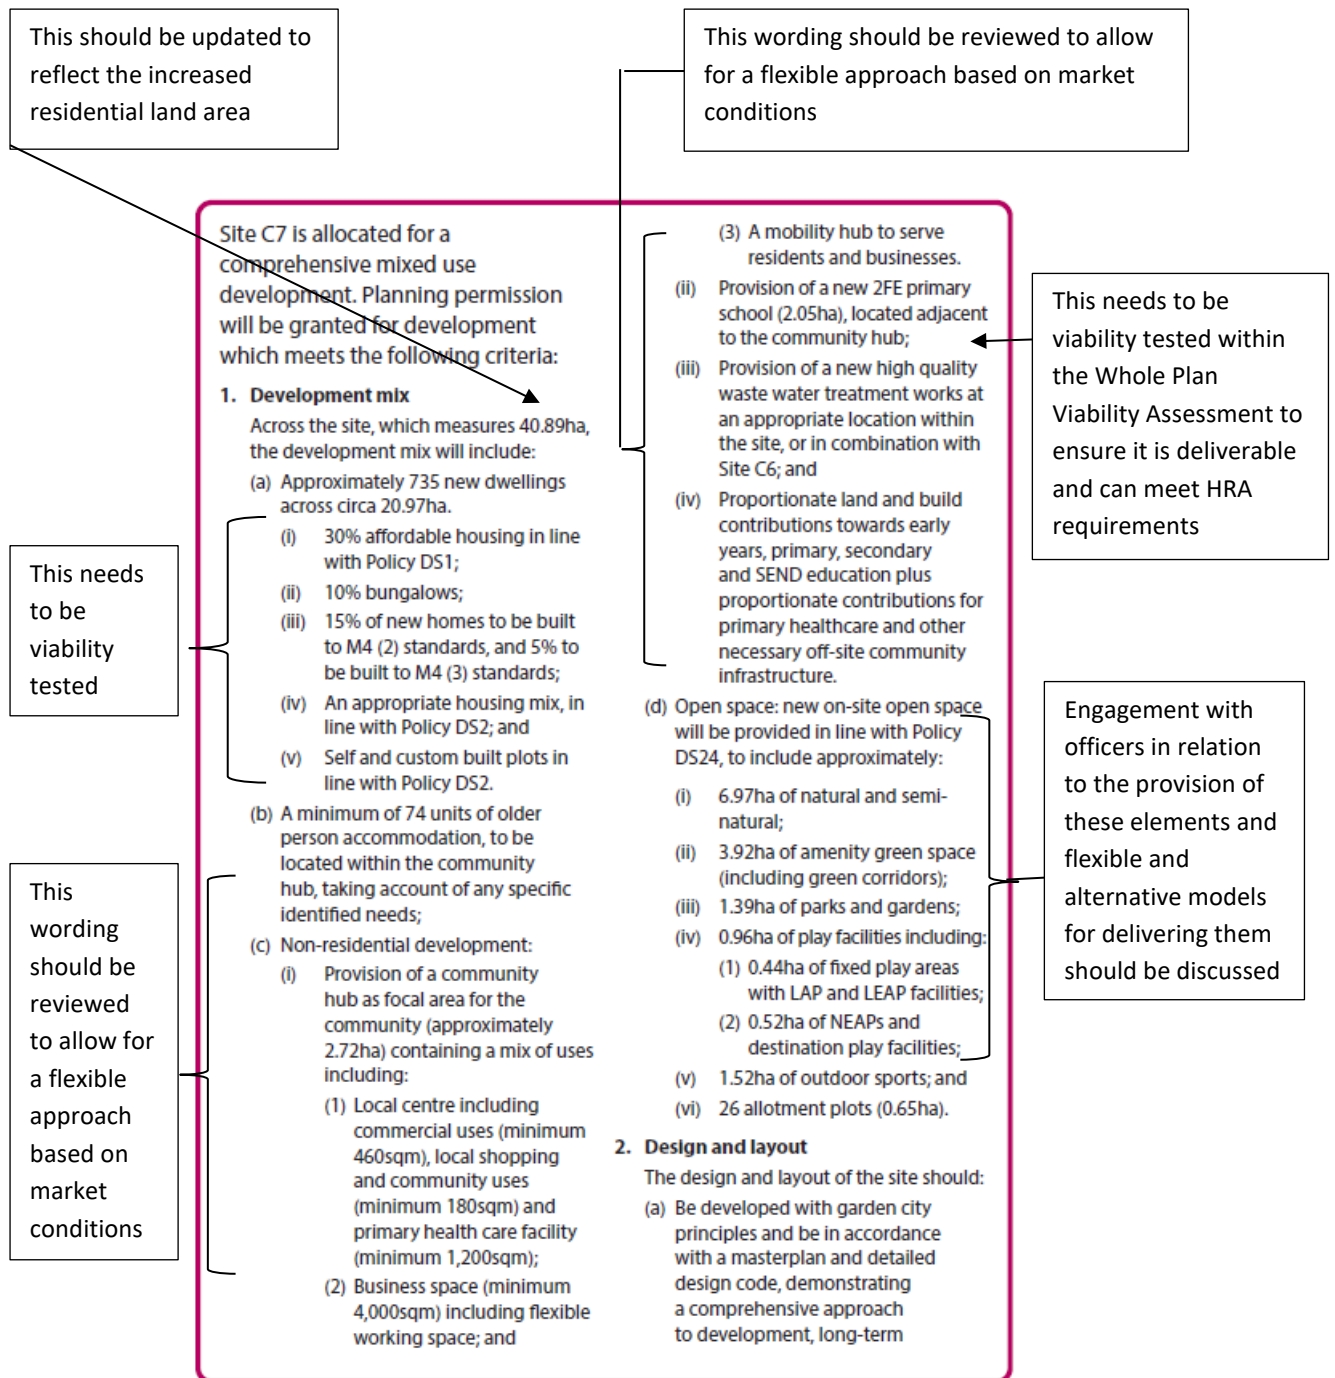 This should be updated to
reflect the increased
residential land area
This wording should be reviewed to allow
for a flexible approach based on market
conditions
Site C7 is allocated for a
comprehensive mixed use
development. Planning permission
will be granted for development
which meets the following criteria:
1. Development mix
Across the site, which measures 40.89ha,
the development mix will include:
(a) Approximately 735 new dwellings
across circa 20.97ha.
(i) 30% affordable housing in line
with Policy DS1;
(ii) 10% bungalows;
(iii) 15% of new homes to be built
to M4 (2) standards, and 5% to
be built to M4 (3) standards;
(iv) An appropriate housing mix, in
line with Policy DS2; and
(v) Self and custom built plots in
line with Policy DS2.
(b) A minimum of 74 units of older
person accommodation, to be
located within the community
hub, taking account of any specific
identified needs;
(c) Non-residential development:
(i) Provision of a community
hub as focal area for the
community (approximately
2.72ha) containing a mix of uses
including:
(1) Local centre including
commercial uses (minimum
460sqm), local shopping
and community uses
(minimum 180sqm) and
primary health care facility
(minimum 1,200sqm);
(2) Business space (minimum
4,000sqm) including flexible
working space; and
(3) A mobility hub to serve
residents and businesses.
(ii) Provision of a new 2FE primary
school (2.05ha), located adjacent
to the community hub;
(iii) Provision of a new high quality
waste water treatment works at
an appropriate location within
the site, or in combination with
Site C6; and
(iv) Proportionate land and build
contributions towards early
years, primary, secondary
and SEND education plus
proportionate contributions for
primary healthcare and other
necessary off-site community
infrastructure.
(d) Open space: new on-site open space
will be provided in line with Policy
DS24, to include approximately:
(i) 6.97ha of natural and semi-
natural;
(ii) 3.92ha of amenity green space
(including green corridors);
(iii) 1.39ha of parks and gardens;
(iv) 0.96ha of play facilities including:
(1) 0.44ha of fixed play areas
with LAP and LEAP facilities;
(2) 0.52ha of NEAPs and
destination play facilities;
(v) 1.52ha of outdoor sports; and
(vi) 26 allotment plots (0.65ha).
2. Design and layout
The design and layout of the site should:
(a) Be developed with garden city
principles and be in accordance
with a masterplan and detailed
design code, demonstrating
a comprehensive approach
to development, long-term
This needs
to be
viability
tested
This
wording
should be
reviewed
to allow for
a flexible
approach
based on
market
conditions
This needs to be
viability tested within
the Whole Plan
Viability Assessment to
ensure it is deliverable
and can meet HRA
requirements
Engagement with
officers in relation
to the provision of
these elements and
flexible and
alternative models
for delivering them
should be discussed